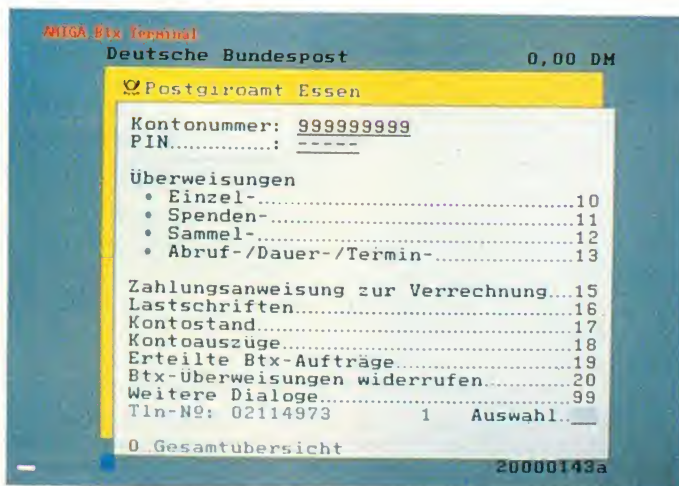 AMIGA Btx Terminal
Deutsche Bundespost 0,00 DM
Postgiroamt Essen
Kontonummer: 999999999
PIN..............: -----
Überweisungen
• Einzel-..........................................10
• Spenden-........................................11
• Sammel-.........................................12
• Abruf-/Dauer-/Termin-..................13
Zahlungsanweisung zur Verrechnung....15
Lastschriften.....................................16
Kontostand.........................................17
Kontoauszüge......................................18
Erteilte Btx-Aufträge.........................19
Btx-Überweisungen widerrufen............20
Weitere Dialoge...................................99
Tln-Nº: 02114973 1 Auswahl..__
0 Gesamtübersicht
20000143a